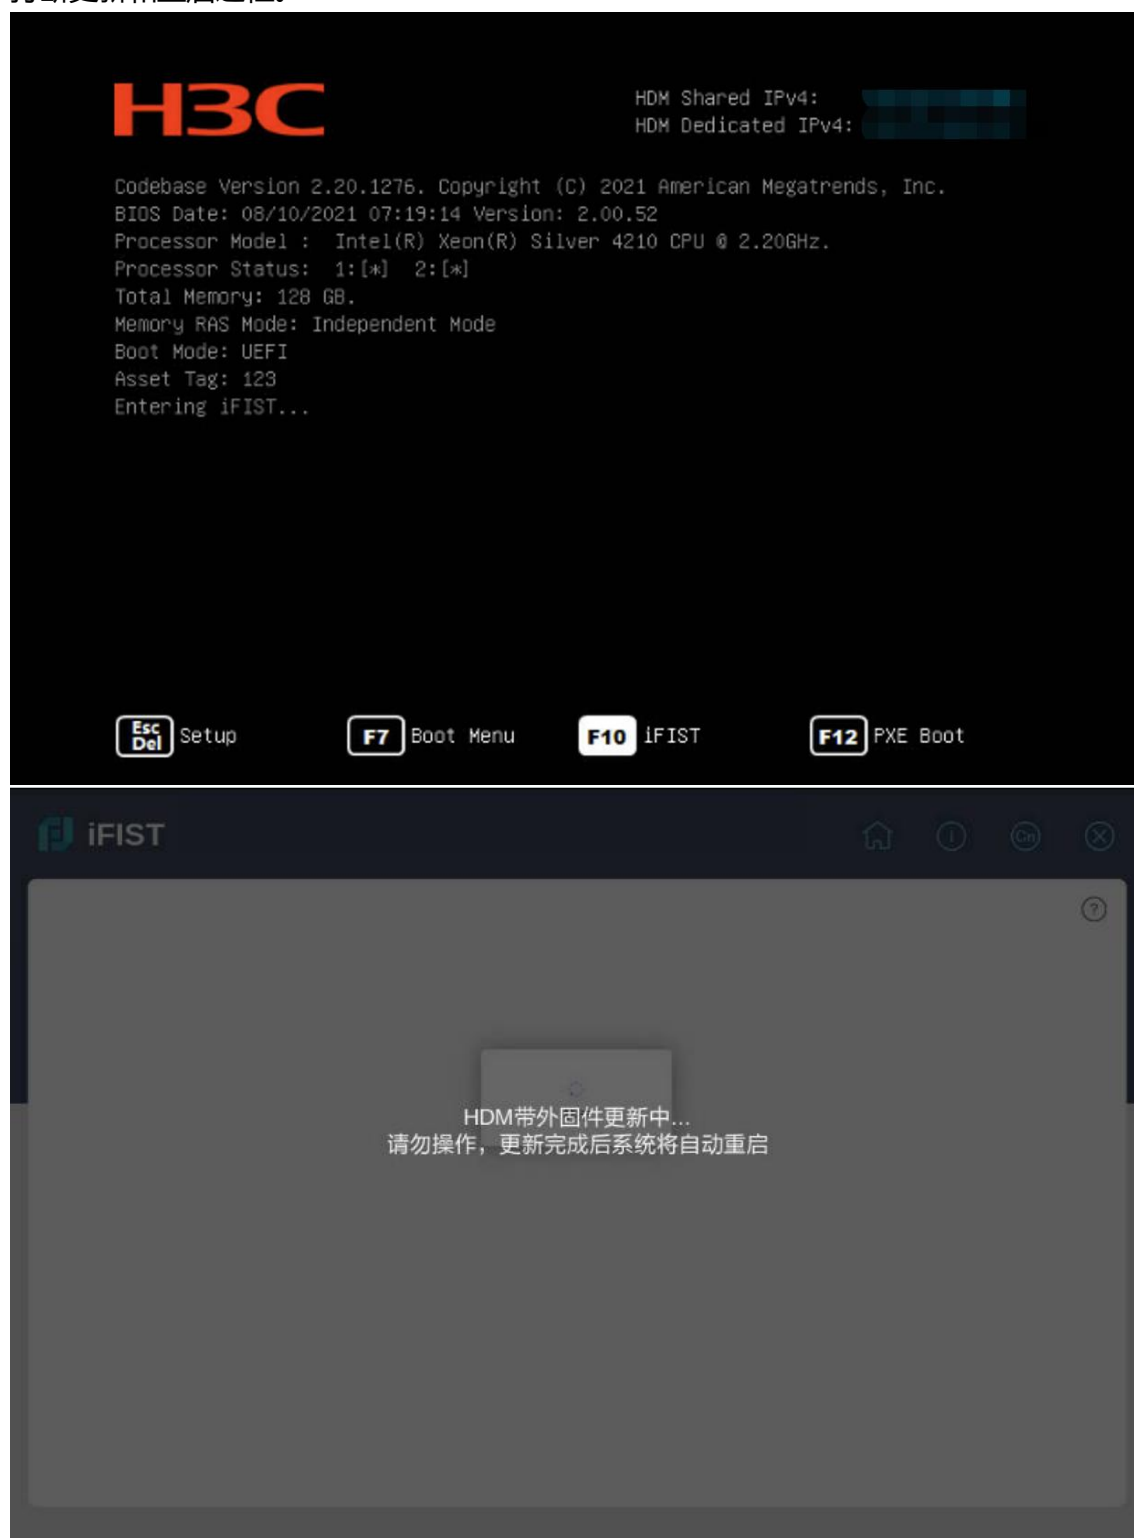 H3C
HDM Shared IPv4:
HDM Dedicated IPv4:
Codebase Version 2.20.1276. Copyright (C) 2021 American Megatrends, Inc.
BIOS Date: 08/10/2021 07:19:14 Version: 2.00.52
Processor Model :  Intel(R) Xeon(R) Silver 4210 CPU @ 2.20GHz.
Processor Status:  1:[*]  2:[*]
Total Memory: 128 GB.
Memory RAS Mode: Independent Mode
Boot Mode: UEFI
Asset Tag: 123
Entering iFIST...
Esc Del Setup F7 Boot Menu F10 iFIST F12 PXE Boot
iFIST Cn
?
HDM带外固件更新中...
请勿操作，更新完成后系统将自动重启